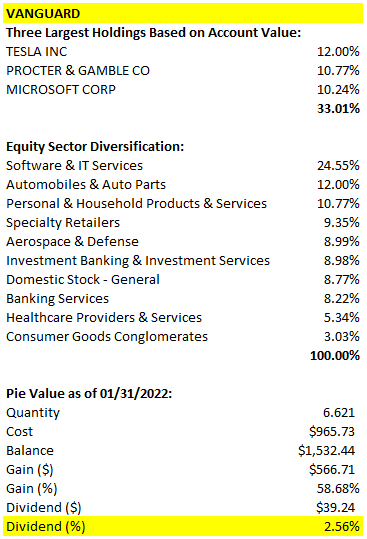 VANGUARD
Three Largest Holdings Based on Account Value:
TESLA INC 12.00%
PROCTER & GAMBLE CO 10.77%
MICROSOFT CORP 10.24%
33.01%
Equity Sector Diversification:
Software & IT Services 24.55%
Automobiles & Auto Parts 12.00%
Personal & Household Products & Services 10.77%
Specialty Retailers 9.35%
Aerospace & Defense 8.99%
Investment Banking & Investment Services 8.98%
Domestic Stock - General 8.77%
Banking Services 8.22%
Healthcare Providers & Services 5.34%
Consumer Goods Conglomerates 3.03%
100.00%
Pie Value as of 01/31/2022:
Quantity 6.621
Cost $965.73
Balance $1,532.44
Gain ($) $566.71
Gain (%) 58.68%
Dividend ($) $39.24
Dividend (%) 2.56%